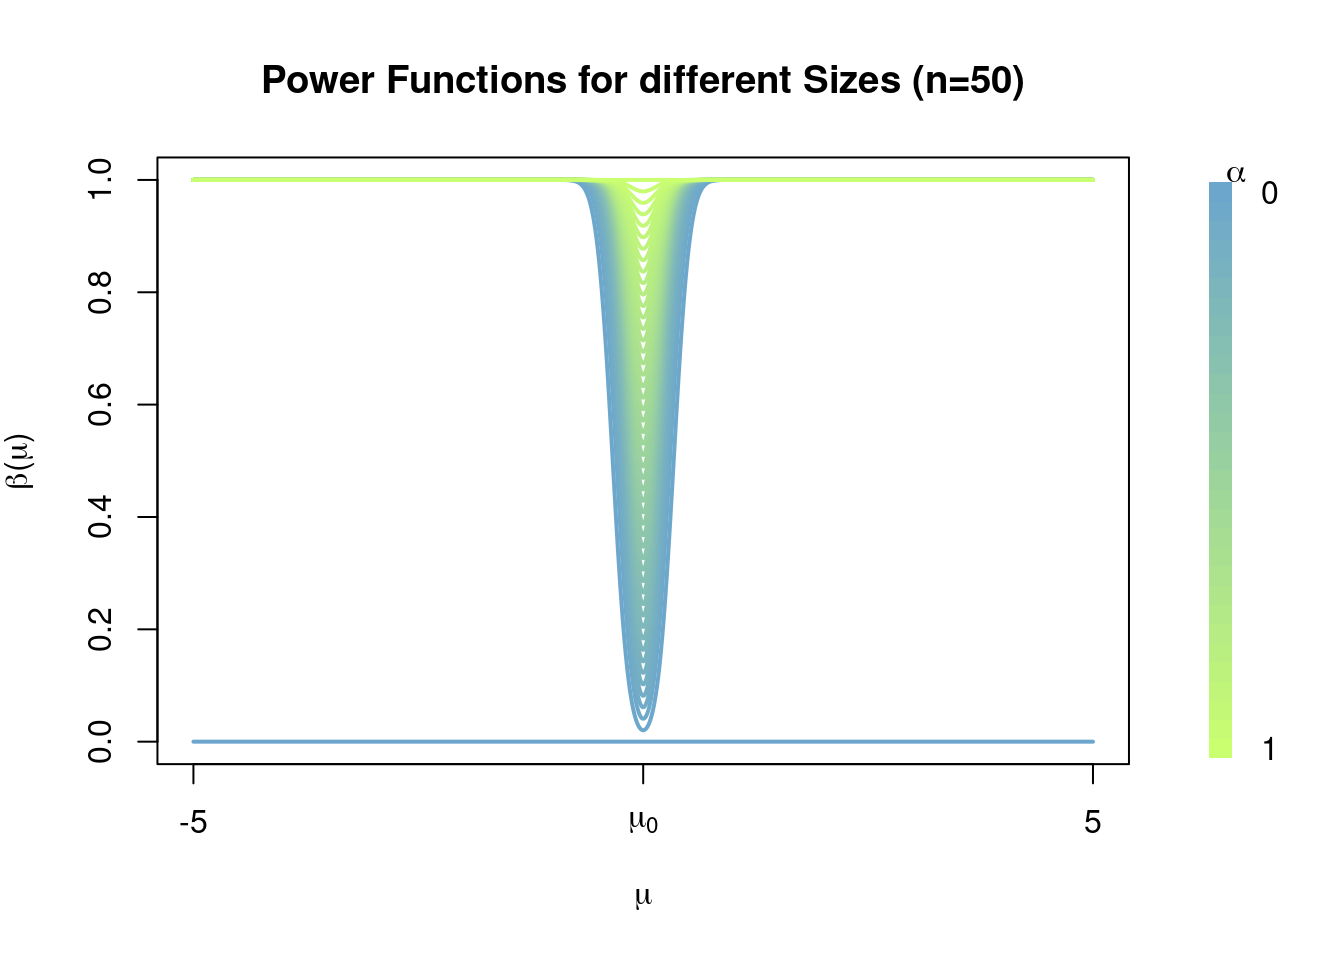 Power Functions for different Sizes (n=50)
β(μ)
1.0
0.8
0.6
0.4
0.2
0.0
-5
μ₀
5
μ
α
0
1